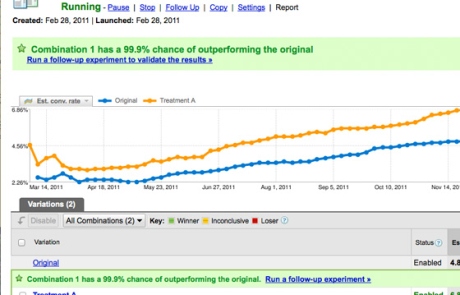 Running - Pause | Stop | Follow Up | Copy | Settings | Report
Created: Feb 28, 2011 | Launched: Feb 28, 2011
Combination 1 has a 99.9% chance of outperforming the original
Run a follow-up experiment to validate the results »
Est. conv. rate Original Treatment A
6.86%
4.56%
2.26%
Mar 14, 2011 Apr 18, 2011 May 23, 2011 Jun 27, 2011 Aug 1, 2011 Sep 5, 2011 Oct 10, 2011 Nov 14, 20
Variations (2)
Disable All Combinations (2) Key: Winner Inconclusive Loser ?
Variation Status ? Es
Original Enabled 4.8
Combination 1 has a 99.9% chance of outperforming the original. Run a follow-up experiment »
Treatment A Enabled